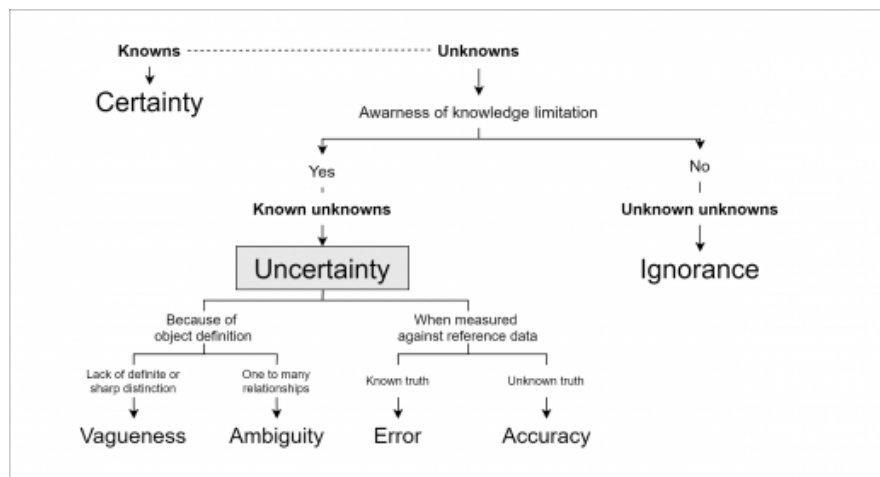 Knowns
Unknowns
Certainty
Awarness of knowledge limitation
Yes
No
Known unknowns
Unknown unknowns
Uncertainty
Ignorance
Because of
object definition
When measured
against reference data
Lack of definite or
sharp distinction
One to many
relationships
Known truth
Unknown truth
Vagueness
Ambiguity
Error
Accuracy